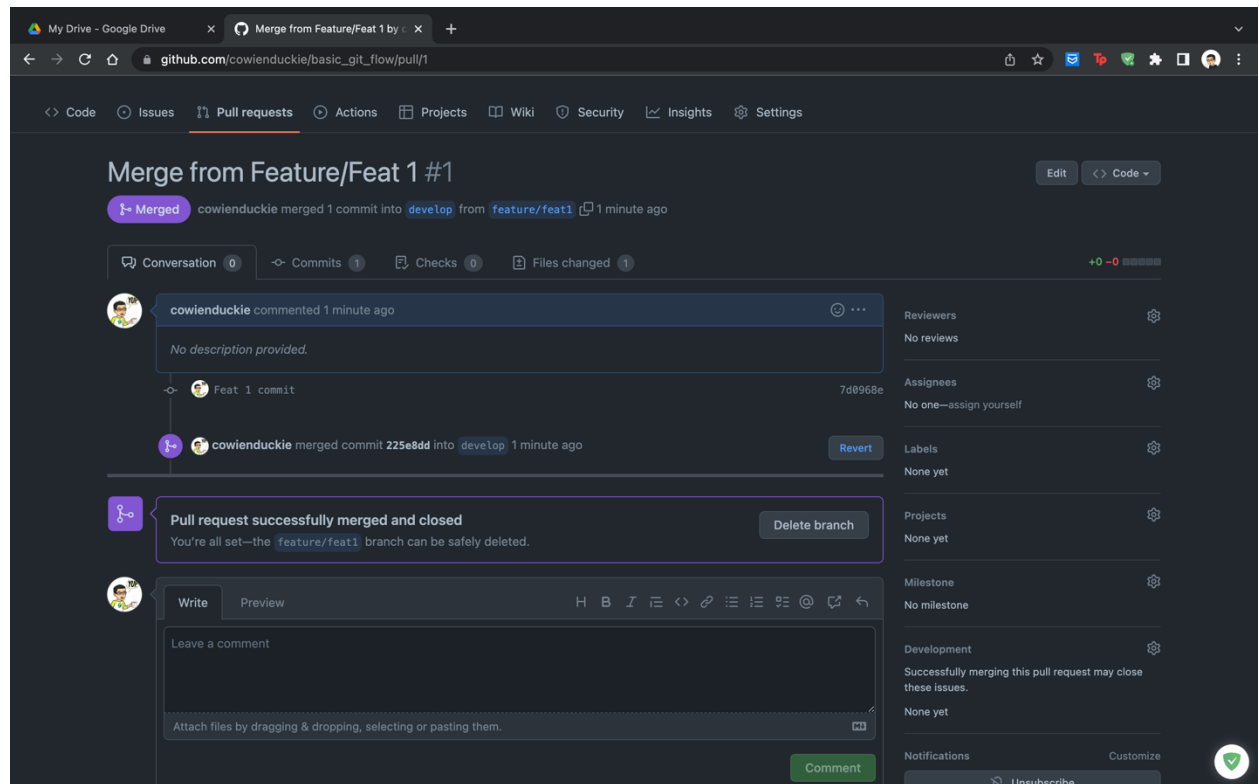 My Drive - Google Drive
Merge from Feature/Feat 1 by c
github.com/cowienduckie/basic_git_flow/pull/1
Tp
Code Issues Pull requests Actions Projects Wiki Security Insights Settings
Merge from Feature/Feat 1 #1
Edit
Code
Merged
cowienduckie merged 1 commit into develop from feature/feat1 1 minute ago
Conversation 0 Commits 1 Checks 0 Files changed 1
+0 −0
cowienduckie commented 1 minute ago
No description provided.
Feat 1 commit 7d0968e
cowienduckie merged commit 225e8dd into develop 1 minute ago
Revert
Pull request successfully merged and closed
You're all set—the feature/feat1 branch can be safely deleted.
Delete branch
Write Preview
H B I
Leave a comment
Attach files by dragging & dropping, selecting or pasting them.
Comment
Reviewers
No reviews
Assignees
No one—assign yourself
Labels
None yet
Projects
None yet
Milestone
No milestone
Development
Successfully merging this pull request may close
these issues.
None yet
Notifications Customize
Unsubscribe